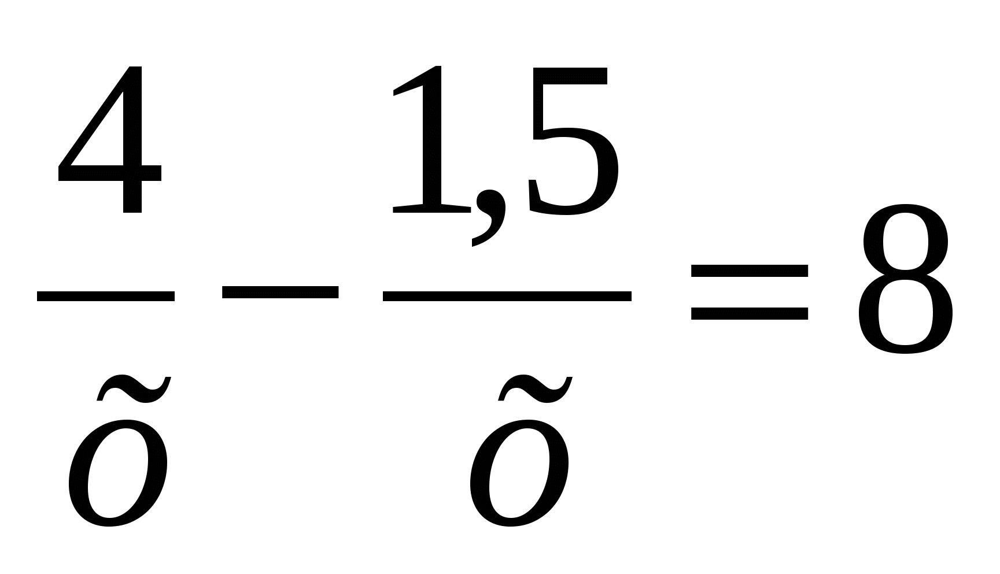 4/õ − 1,5/õ = 8